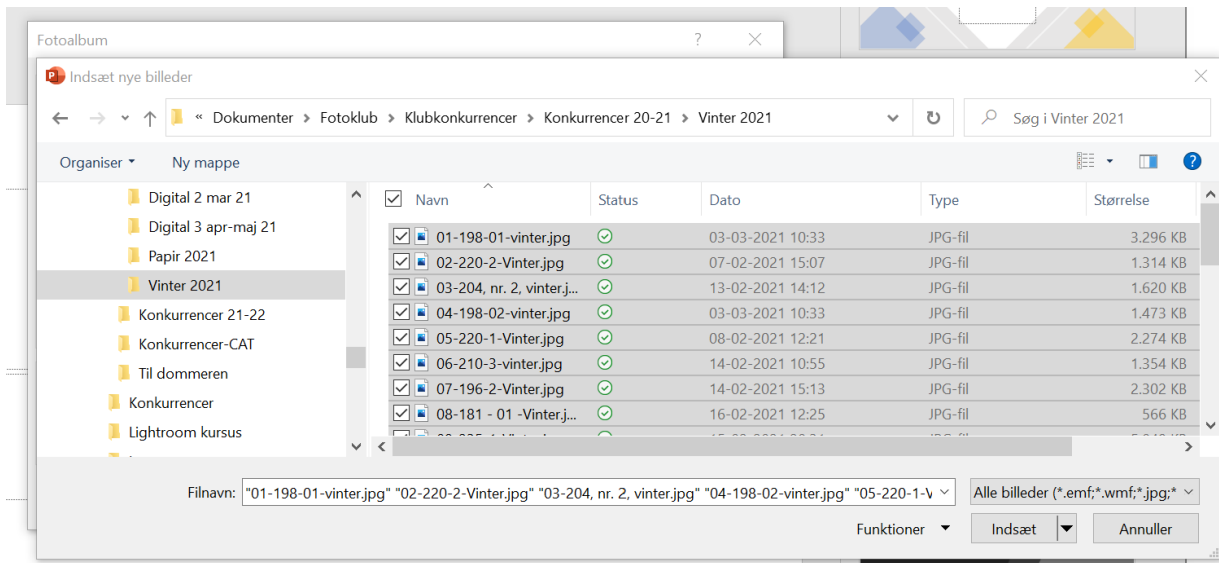 Fotoalbum ?
P Indsæt nye billeder
« Dokumenter > Fotoklub > Klubkonkurrencer > Konkurrencer 20-21 > Vinter 2021
Søg i Vinter 2021
Organiser Ny mappe ?
Digital 2 mar 21
Digital 3 apr-maj 21
Papir 2021
Vinter 2021
Konkurrencer 21-22
Konkurrencer-CAT
Til dommeren
Konkurrencer
Lightroom kursus
Navn Status Dato Type Størrelse
01-198-01-vinter.jpg 03-03-2021 10:33 JPG-fil 3.296 KB
02-220-2-Vinter.jpg 07-02-2021 15:07 JPG-fil 1.314 KB
03-204, nr. 2, vinter.j... 13-02-2021 14:12 JPG-fil 1.620 KB
04-198-02-vinter.jpg 03-03-2021 10:33 JPG-fil 1.473 KB
05-220-1-Vinter.jpg 08-02-2021 12:21 JPG-fil 2.274 KB
06-210-3-vinter.jpg 14-02-2021 10:55 JPG-fil 1.354 KB
07-196-2-Vinter.jpg 14-02-2021 15:13 JPG-fil 2.302 KB
08-181 - 01 -Vinter.j... 16-02-2021 12:25 JPG-fil 566 KB
Filnavn: "01-198-01-vinter.jpg" "02-220-2-Vinter.jpg" "03-204, nr. 2, vinter.jpg" "04-198-02-vinter.jpg" "05-220-1-V
Alle billeder (*.emf;*.wmf;*.jpg;*
Funktioner Indsæt Annuller